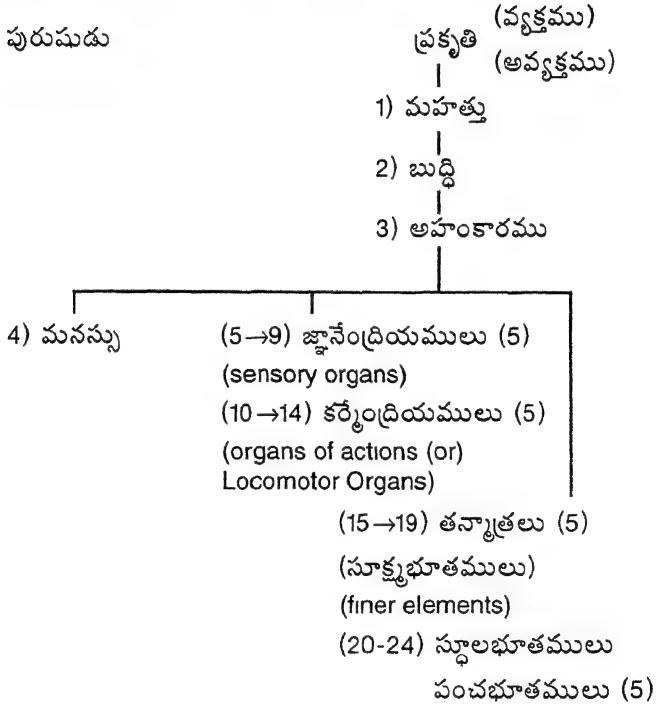 పురుషుడు
ప్రకృతి
(వ్యక్తము)
(అవ్యక్తము)
1) మహత్తు
2) బుద్ధి
3) అహంకారము
4) మనస్సు
(5→9) జ్ఞానేంద్రియములు (5)
(sensory organs)
(10→14) కర్మేంద్రియములు (5)
(organs of actions (or)
Locomotor Organs)
(15→19) తన్మాత్రలు (5)
(సూక్ష్మభూతములు)
(finer elements)
(20-24) స్థూలభూతములు
పంచభూతములు (5)